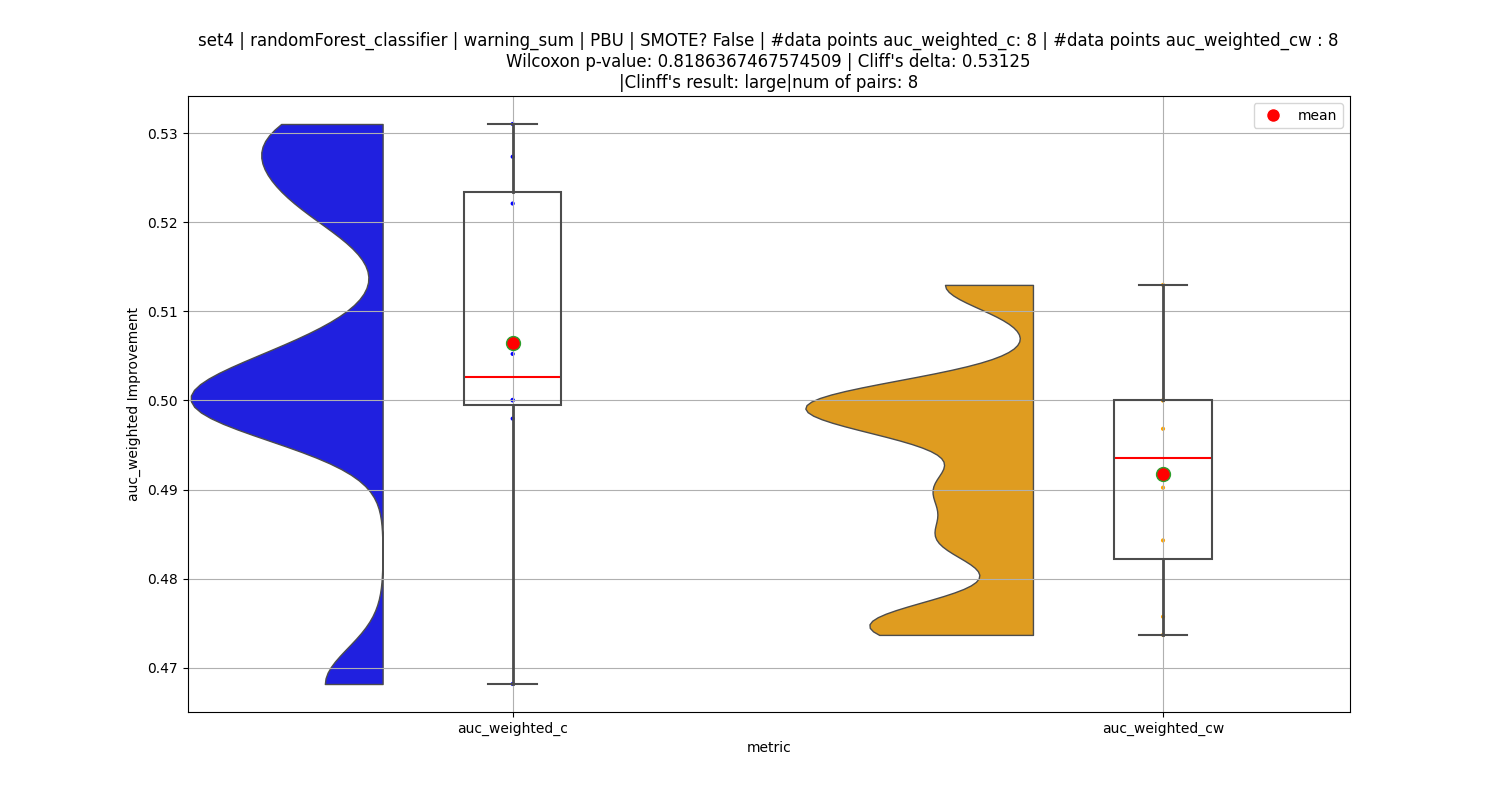 set4 | randomForest_classifier | warning_sum | PBU | SMOTE? False | #data points auc_weighted_c: 8 | #data points auc_weighted_cw : 8
Wilcoxon p-value: 0.8186367467574509 | Cliff's delta: 0.53125
|Clinff's result: large|num of pairs: 8
mean
0.53
0.52
0.51
0.50
0.49
0.48
0.47
auc_weighted Improvement
auc_weighted_c
auc_weighted_cw
metric